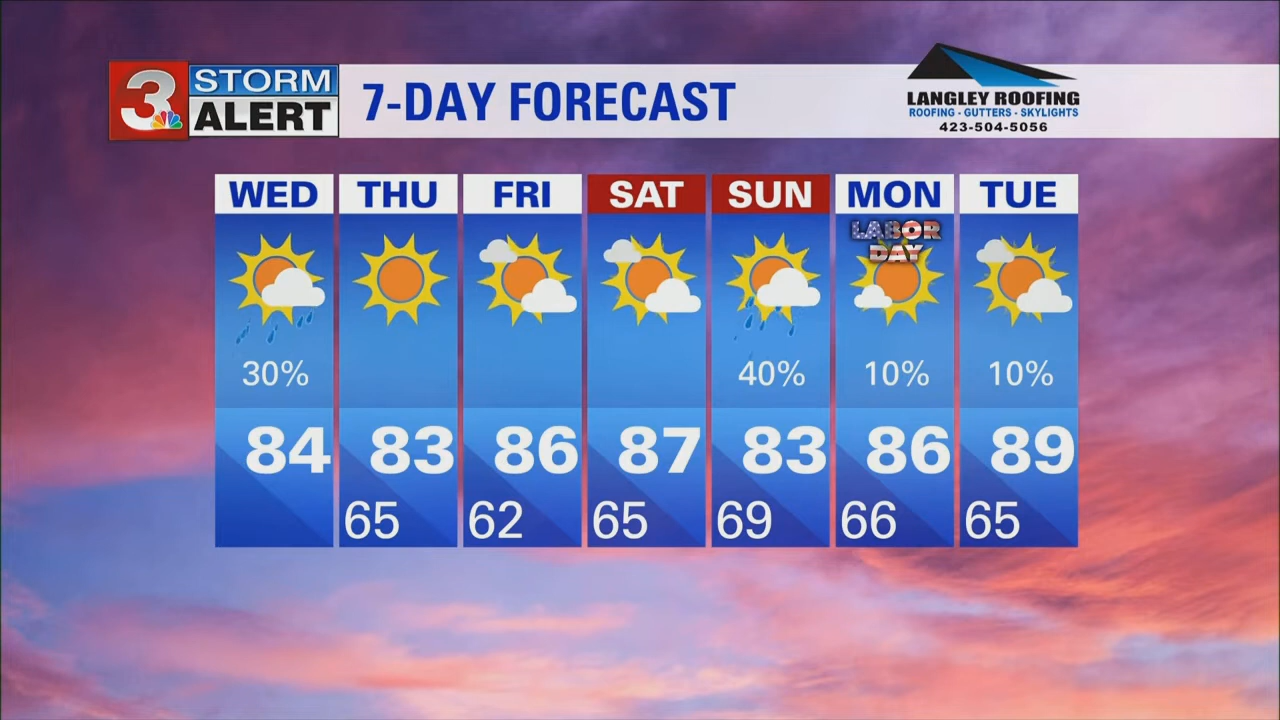 3 STORM ALERT
7-DAY FORECAST
LANGLEY ROOFING
ROOFING - GUTTERS - SKYLIGHTS
423-504-5056
WED THU FRI SAT SUN MON TUE
LABOR DAY
30% 40% 10% 10%
84 83 86 87 83 86 89
65 62 65 69 66 65